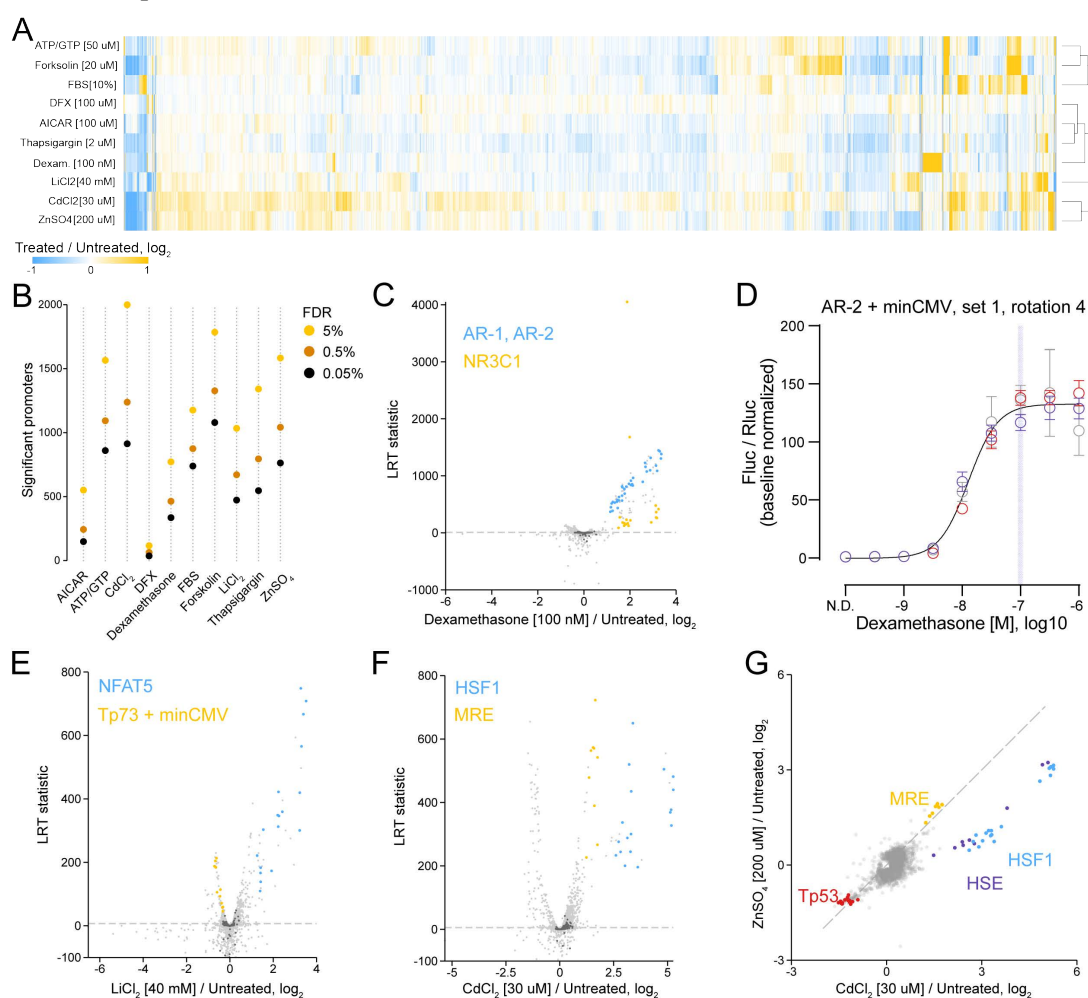 A
ATP/GTP [50 uM]
Forksolin [20 uM]
FBS[10%]
DFX [100 uM]
AICAR [100 uM]
Thapsigargin [2 uM]
Dexam. [100 nM]
LiCl2[40 mM]
CdCl2[30 uM]
ZnSO4[200 uM]
Treated / Untreated, log2
-1 0 1
B
Significant promoters
2000
1500
1000
500
0
FDR
5%
0.5%
0.05%
AICAR
ATP/GTP
CdCl2
DFX
Dexamethasone
FBS
Forskolin
LiCl2
Thapsigargin
ZnSO4
C
AR-1, AR-2
NR3C1
LRT statistic
4000
3000
2000
1000
0
-1000
-6 -4 -2 0 2 4
Dexamethasone [100 nM] / Untreated, log2
D
AR-2 + minCMV, set 1, rotation 4
Fluc / Rluc
(baseline normalized)
200
150
100
50
0
N.D. -9 -8 -7 -6
Dexamethasone [M], log10
E
NFAT5
Tp73 + minCMV
LRT statistic
800
600
400
200
0
-100
-6 -4 -2 0 2 4
LiCl2 [40 mM] / Untreated, log2
F
HSF1
MRE
LRT statistic
800
600
400
200
0
-100
-5 -2.5 0 2.5 5
CdCl2 [30 uM] / Untreated, log2
G
ZnSO4 [200 uM] / Untreated, log2
6
3
0
-3
MRE
HSF1
HSE
Tp53
-3 0 3 6
CdCl2 [30 uM] / Untreated, log2